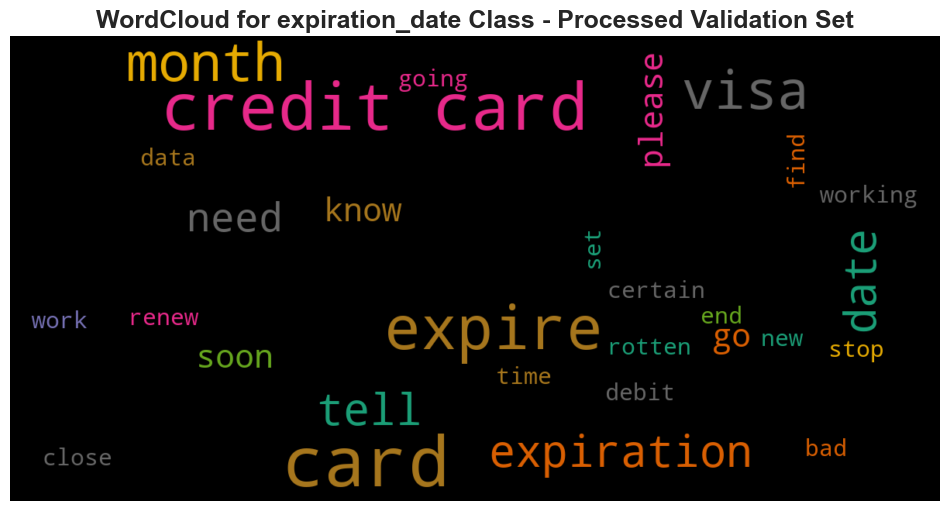 WordCloud for expiration_date Class - Processed Validation Set
month
going
credit card
please
visa
data
find
working
need
know
set
date
certain
work
renew
expire
end
go
new
soon
rotten
stop
time
debit
tell
close
card
expiration
bad